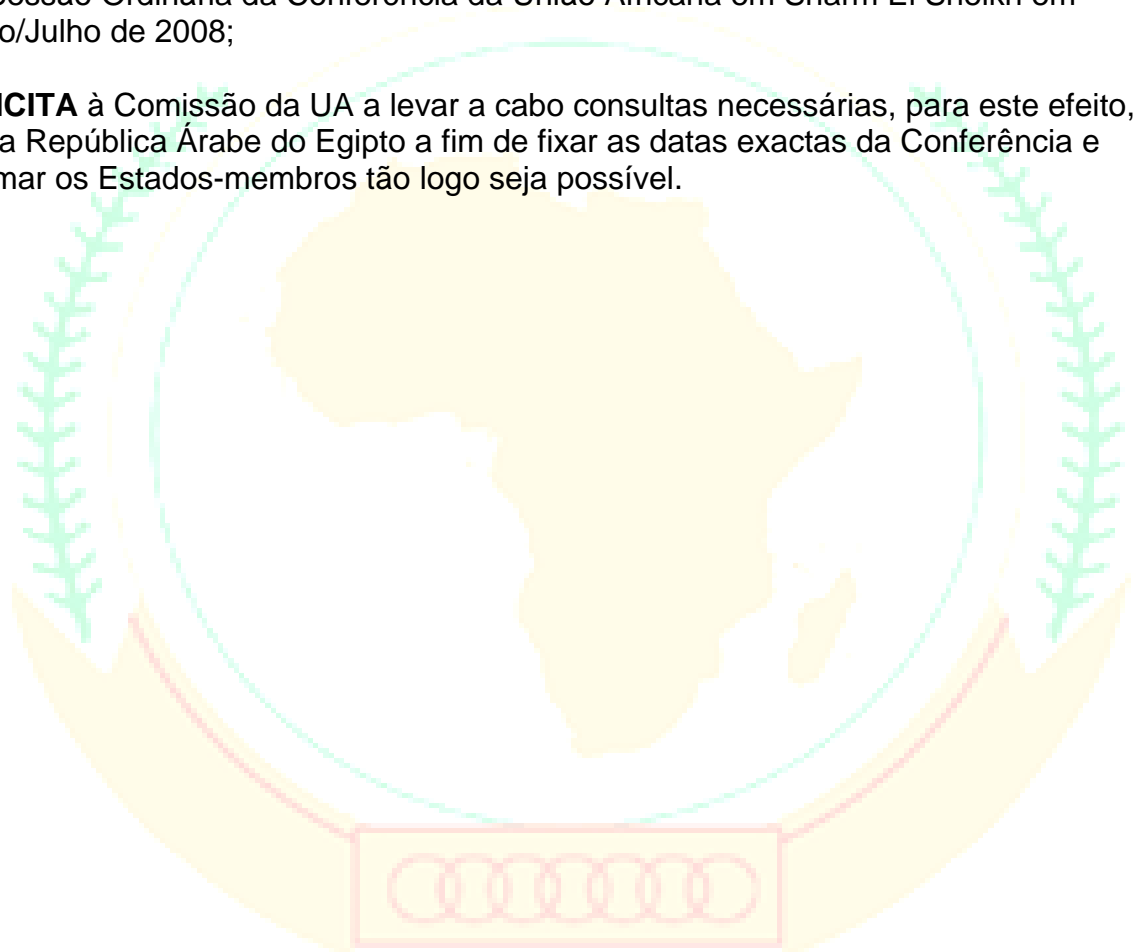 Sessão Ordinária da Conferência da União Africana em Sharm El Sheikh em
o/Julho de 2008;
ICITA à Comissão da UA a levar a cabo consultas necessárias, para este efeito,
a República Árabe do Egipto a fim de fixar as datas exactas da Conferência e
mar os Estados-membros tão logo seja possível.